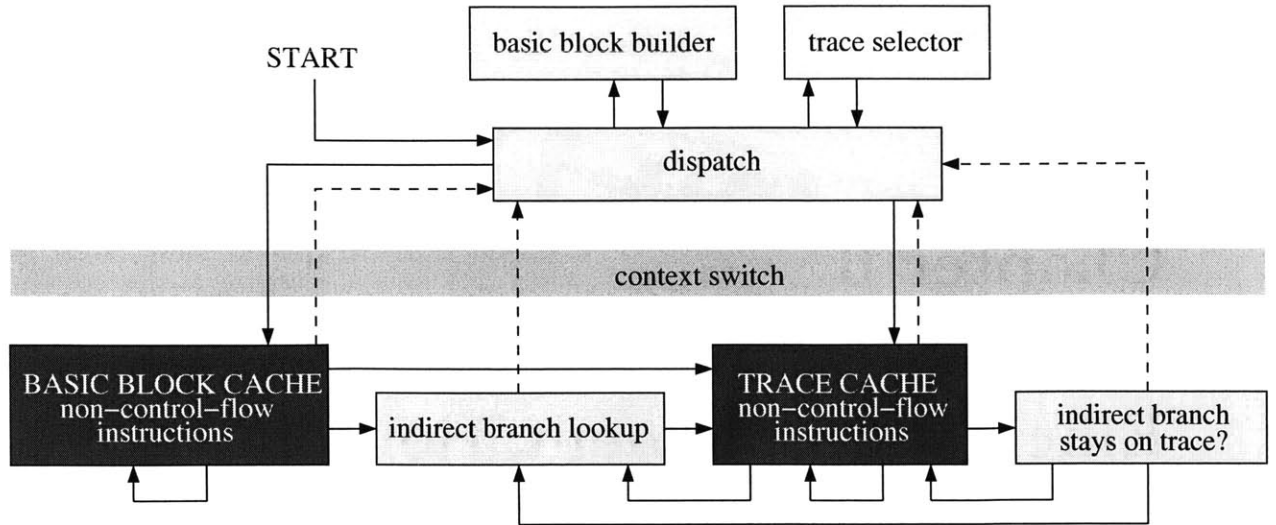 basic block builder
trace selector
START
dispatch
context switch
BASIC BLOCK CACHE
non−control−flow
instructions
indirect branch lookup
TRACE CACHE
non−control−flow
instructions
indirect branch
stays on trace?